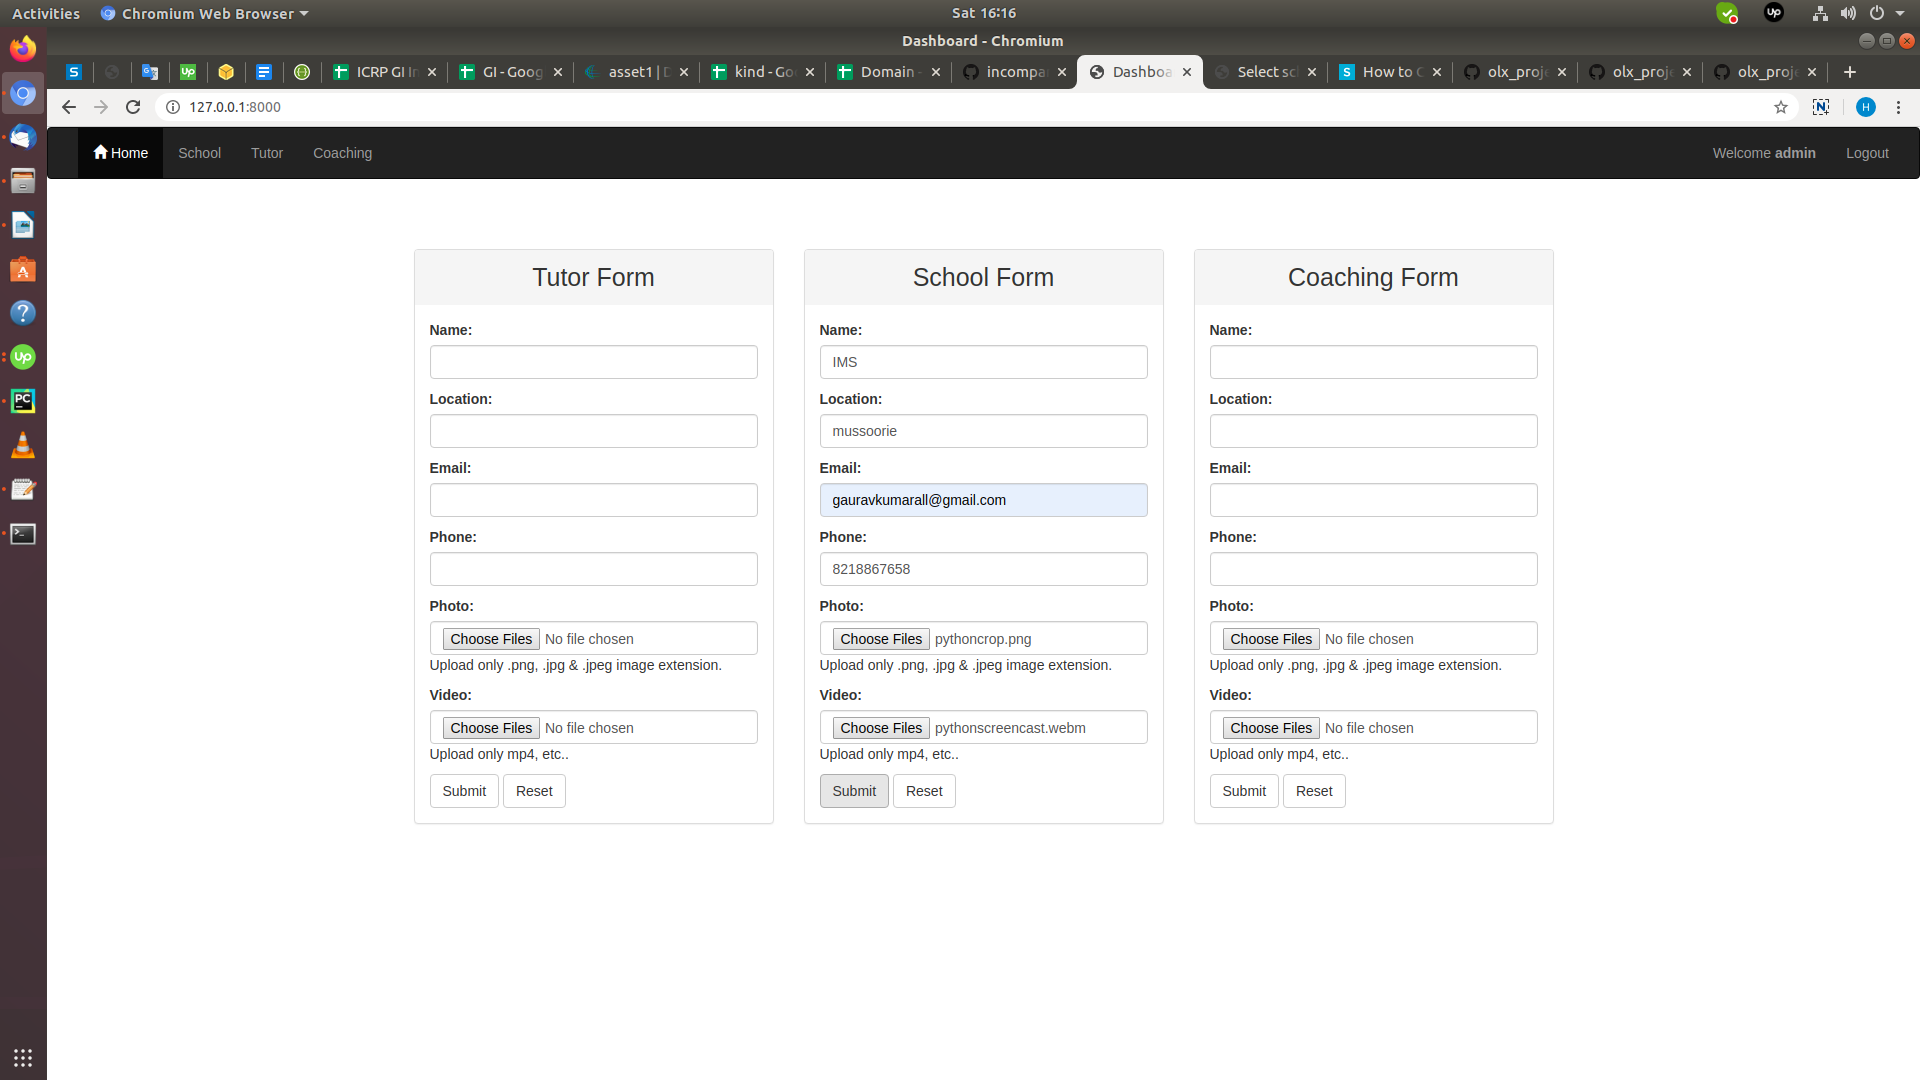 Activities Chromium Web Browser Sat 16:16
Dashboard - Chromium
ICRP GI In GI - Goog asset1 | D kind - Go Domain - incompa Dashboa Select sc How to C olx_proje olx_proje olx_proje
127.0.0.1:8000
Home School Tutor Coaching Welcome admin Logout
Tutor Form
Name:
Location:
Email:
Phone:
Photo:
Choose Files No file chosen
Upload only .png, .jpg & .jpeg image extension.
Video:
Choose Files No file chosen
Upload only mp4, etc..
Submit Reset
School Form
Name:
IMS
Location:
mussoorie
Email:
gauravkumarall@gmail.com
Phone:
8218867658
Photo:
Choose Files pythoncrop.png
Upload only .png, .jpg & .jpeg image extension.
Video:
Choose Files pythonscreencast.webm
Upload only mp4, etc..
Submit Reset
Coaching Form
Name:
Location:
Email:
Phone:
Photo:
Choose Files No file chosen
Upload only .png, .jpg & .jpeg image extension.
Video:
Choose Files No file chosen
Upload only mp4, etc..
Submit Reset